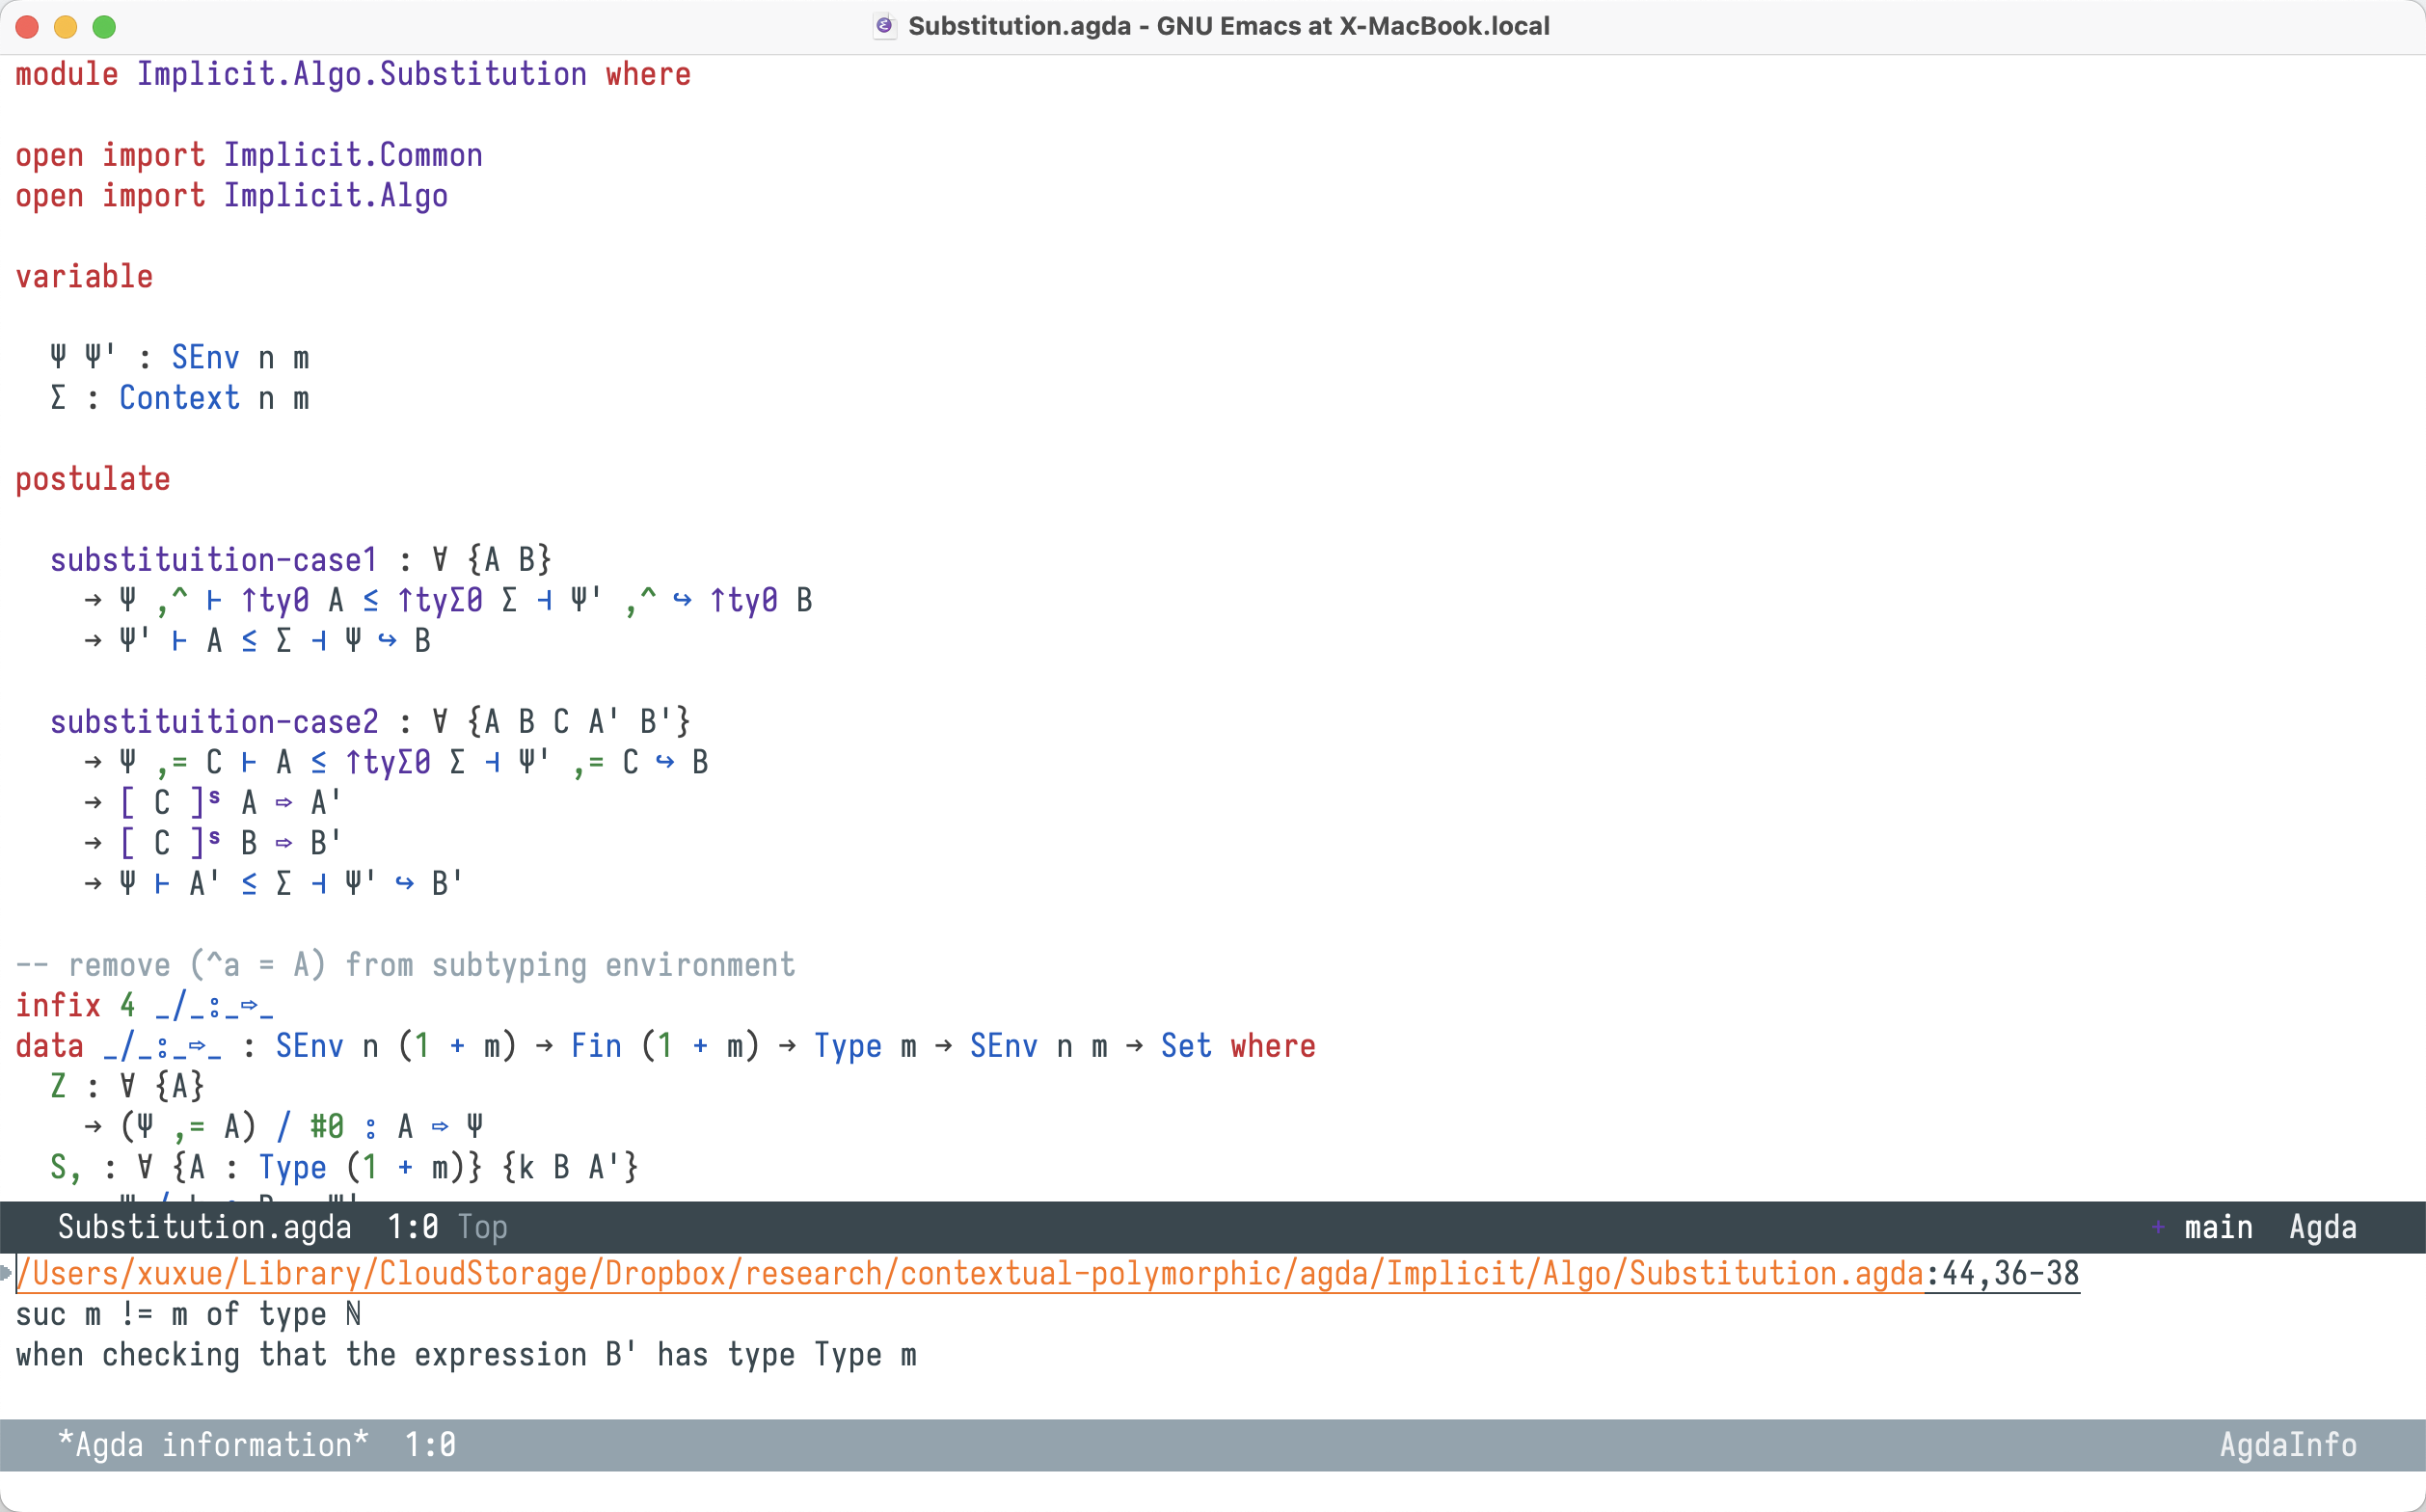 Substitution.agda - GNU Emacs at X-MacBook.local
module Implicit.Algo.Substitution where
open import Implicit.Common
open import Implicit.Algo
variable
Ψ Ψ' : SEnv n m
Σ : Context n m
postulate
substituition-case1 : ∀ {A B}
→ Ψ ,^ ⊢ ↑ty0 A ≤ ↑tyΣ0 Σ ⊣ Ψ' ,^ ↪ ↑ty0 B
→ Ψ' ⊢ A ≤ Σ ⊣ Ψ ↪ B
substituition-case2 : ∀ {A B C A' B'}
→ Ψ ,= C ⊢ A ≤ ↑tyΣ0 Σ ⊣ Ψ' ,= C ↪ B
→ [ C ]ˢ A ⇨ A'
→ [ C ]ˢ B ⇨ B'
→ Ψ ⊢ A' ≤ Σ ⊣ Ψ' ↪ B'
-- remove (^a = A) from subtyping environment
infix 4 _/_⦂_⇨_
data _/_⦂_⇨_ : SEnv n (1 + m) → Fin (1 + m) → Type m → SEnv n m → Set where
Z : ∀ {A}
→ (Ψ ,= A) / #0 ⦂ A ⇨ Ψ
S, : ∀ {A : Type (1 + m)} {k B A'}
Substitution.agda 1:0 Top + main Agda
/Users/xuxue/Library/CloudStorage/Dropbox/research/contextual-polymorphic/agda/Implicit/Algo/Substitution.agda:44,36-38
suc m != m of type ℕ
when checking that the expression B' has type Type m
*Agda information* 1:0 AgdaInfo